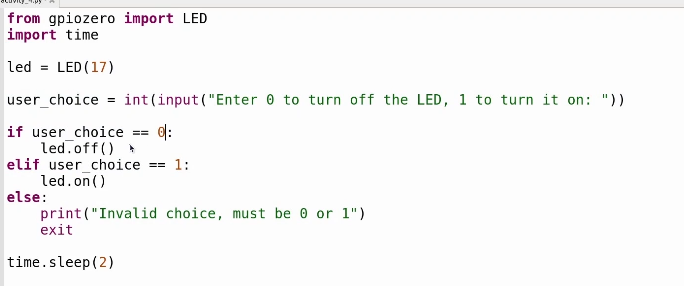 activity_4.py
from gpiozero import LED
import time
led = LED(17)
user_choice = int(input("Enter 0 to turn off the LED, 1 to turn it on: "))
if user_choice == 0:
    led.off()
elif user_choice == 1:
    led.on()
else:
    print("Invalid choice, must be 0 or 1")
    exit
time.sleep(2)